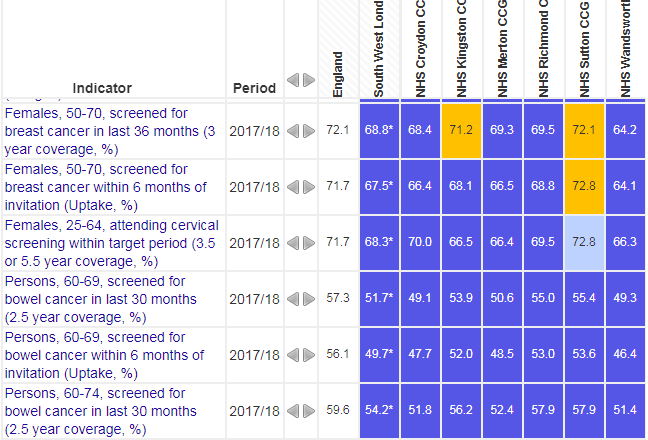 Indicator Period England South West Lond NHS Croydon CC NHS Kingston CC NHS Merton CCG NHS Richmond C NHS Sutton CCG NHS Wandsworth
Females, 50-70, screened for
breast cancer in last 36 months (3
year coverage, %)
2017/18 72.1 68.8* 68.4 71.2 69.3 69.5 72.1 64.2
Females, 50-70, screened for
breast cancer within 6 months of
invitation (Uptake, %)
2017/18 71.7 67.5* 66.4 68.1 66.5 68.8 72.8 64.1
Females, 25-64, attending cervical
screening within target period (3.5
or 5.5 year coverage, %)
2017/18 71.7 68.3* 70.0 66.5 66.4 69.5 72.8 66.3
Persons, 60-69, screened for
bowel cancer in last 30 months
(2.5 year coverage, %)
2017/18 57.3 51.7* 49.1 53.9 50.6 55.0 55.4 49.3
Persons, 60-69, screened for
bowel cancer within 6 months of
invitation (Uptake, %)
2017/18 56.1 49.7* 47.7 52.0 48.5 53.0 53.6 46.4
Persons, 60-74, screened for
bowel cancer in last 30 months
(2.5 year coverage, %)
2017/18 59.6 54.2* 51.8 56.2 52.4 57.9 57.9 51.4